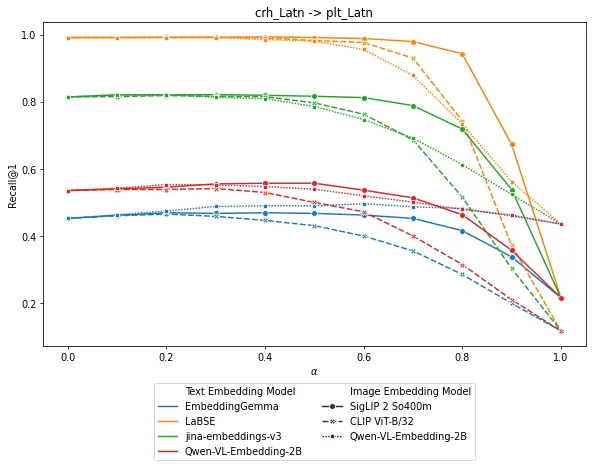 crh_Latn -> plt_Latn
Recall@1
1.0
0.8
0.6
0.4
0.2
0.0 0.2 0.4 0.6 0.8 1.0
α
Text Embedding Model Image Embedding Model
EmbeddingGemma SigLIP 2 So400m
LaBSE CLIP ViT-B/32
jina-embeddings-v3 Qwen-VL-Embedding-2B
Qwen-VL-Embedding-2B